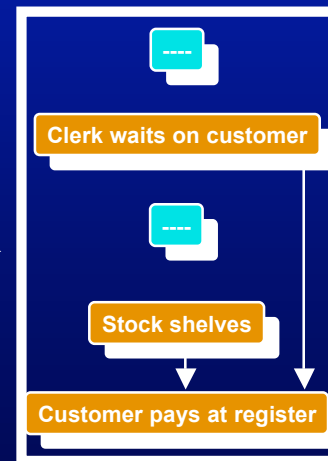 ----
Clerk waits on customer
----
Stock shelves
Customer pays at register